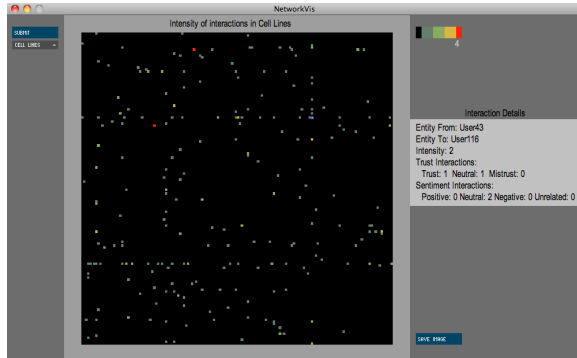 NetworkVis
SUBMIT
CELL LINES
Intensity of interactions in Cell Lines
4
Interaction Details
Entity From: User43
Entity To: User116
Intensity: 2
Trust Interactions:
Trust: 1 Neutral: 1 Mistrust: 0
Sentiment Interactions:
Positive: 0 Neutral: 2 Negative: 0 Unrelated: 0
SAVE IMAGE